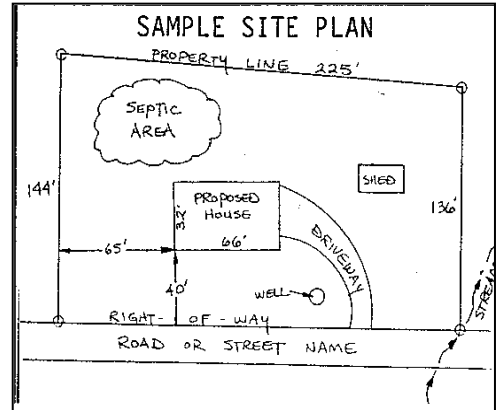 SAMPLE SITE PLAN
PROPERTY LINE 225'
SEPTIC
AREA
144'
SHED
136'
PROPOSED
HOUSE
32'
66'
65'
40'
DRIVEWAY
WELL
STREAM
RIGHT-OF-WAY
ROAD OR STREET NAME